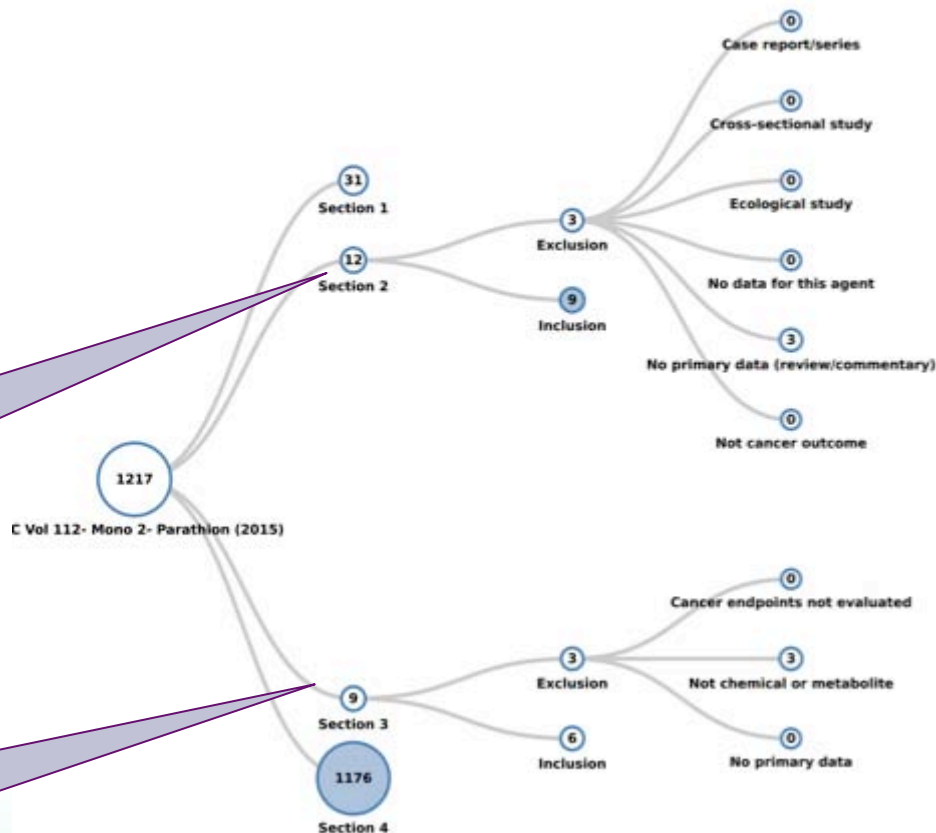 0
Case report/series
0
Cross-sectional study
31
Section 1
0
Ecological study
3
Exclusion
12
Section 2
0
No data for this agent
9
Inclusion
3
No primary data (review/commentary)
0
Not cancer outcome
1217
C Vol 112- Mono 2- Parathion (2015)
0
Cancer endpoints not evaluated
3
Exclusion
3
Not chemical or metabolite
9
Section 3
6
Inclusion
0
No primary data
1176
Section 4